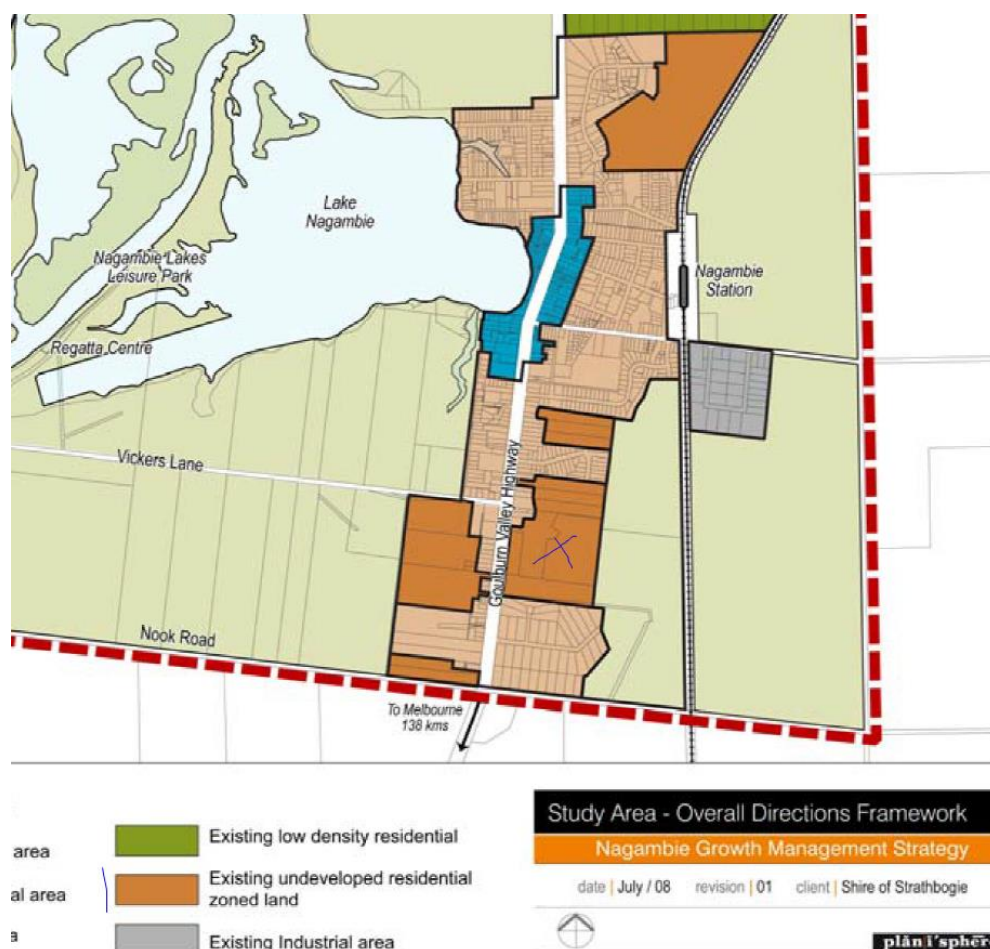 Lake
Nagambie
Nagambie Lakes
Leisure Park
Nagambie
Station
Regatta Centre
Vickers Lane
Goulburn Valley Highway
Nook Road
To Melbourne
138 kms
area
al area
a
Existing low density residential
Existing undeveloped residential
zoned land
Existing Industrial area
Study Area - Overall Directions Framework
Nagambie Growth Management Strategy
date | July / 08 revision | 01 client | Shire of Strathbogie
plan i'sphere